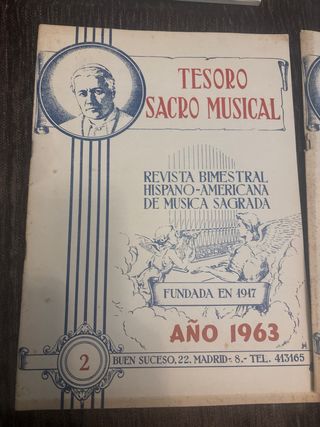 TESORO
SACRO MUSICAL
REVISTA BIMESTRAL
HISPANO-AMERICANA
DE MUSICA SAGRADA
FUNDADA EN 1917
AÑO 1963
2
BUEN SUCESO, 22. MADRID-8.-TEL. 413165